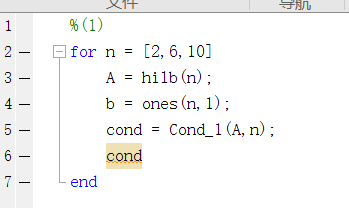 文件 导航
1 %(1)
2 — for n = [2,6,10]
3 — A = hilb(n);
4 — b = ones(n,1);
5 — cond = Cond_1(A,n);
6 — cond
7 — end